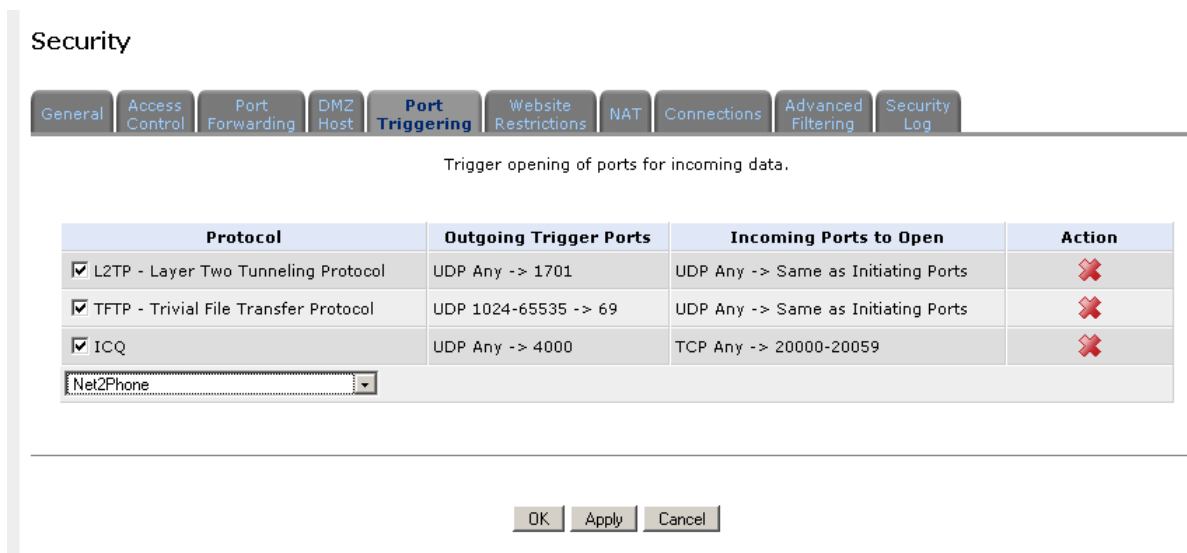 Security
General
Access Control
Port Forwarding
DMZ Host
Port Triggering
Website Restrictions
NAT
Connections
Advanced Filtering
Security Log
Trigger opening of ports for incoming data.
Protocol Outgoing Trigger Ports Incoming Ports to Open Action
L2TP - Layer Two Tunneling Protocol UDP Any -> 1701 UDP Any -> Same as Initiating Ports
TFTP - Trivial File Transfer Protocol UDP 1024-65535 -> 69 UDP Any -> Same as Initiating Ports
ICQ UDP Any -> 4000 TCP Any -> 20000-20059
Net2Phone
OK Apply Cancel